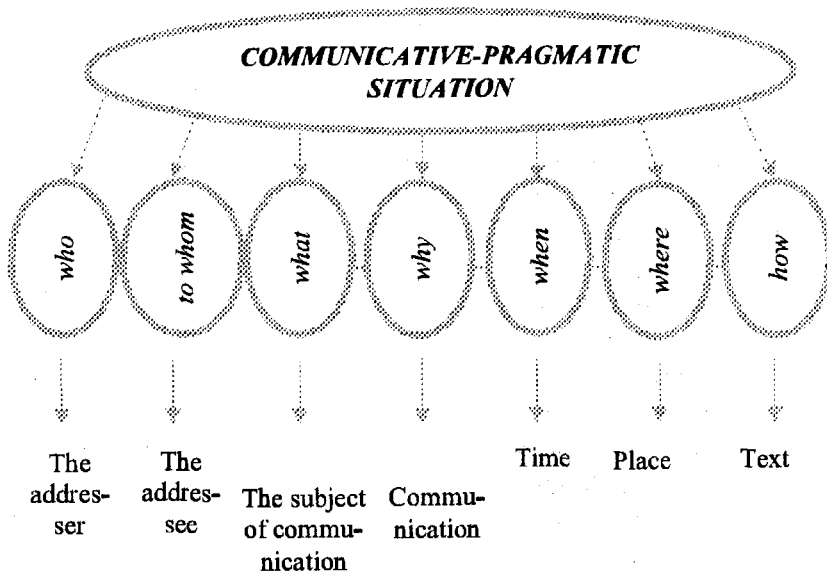 COMMUNICATIVE-PRAGMATIC
SITUATION
who
to whom
what
why
when
where
how
The
addres-
ser
The
addres-
see
The subject
of commu-
nication
Commu-
nication
Time
Place
Text